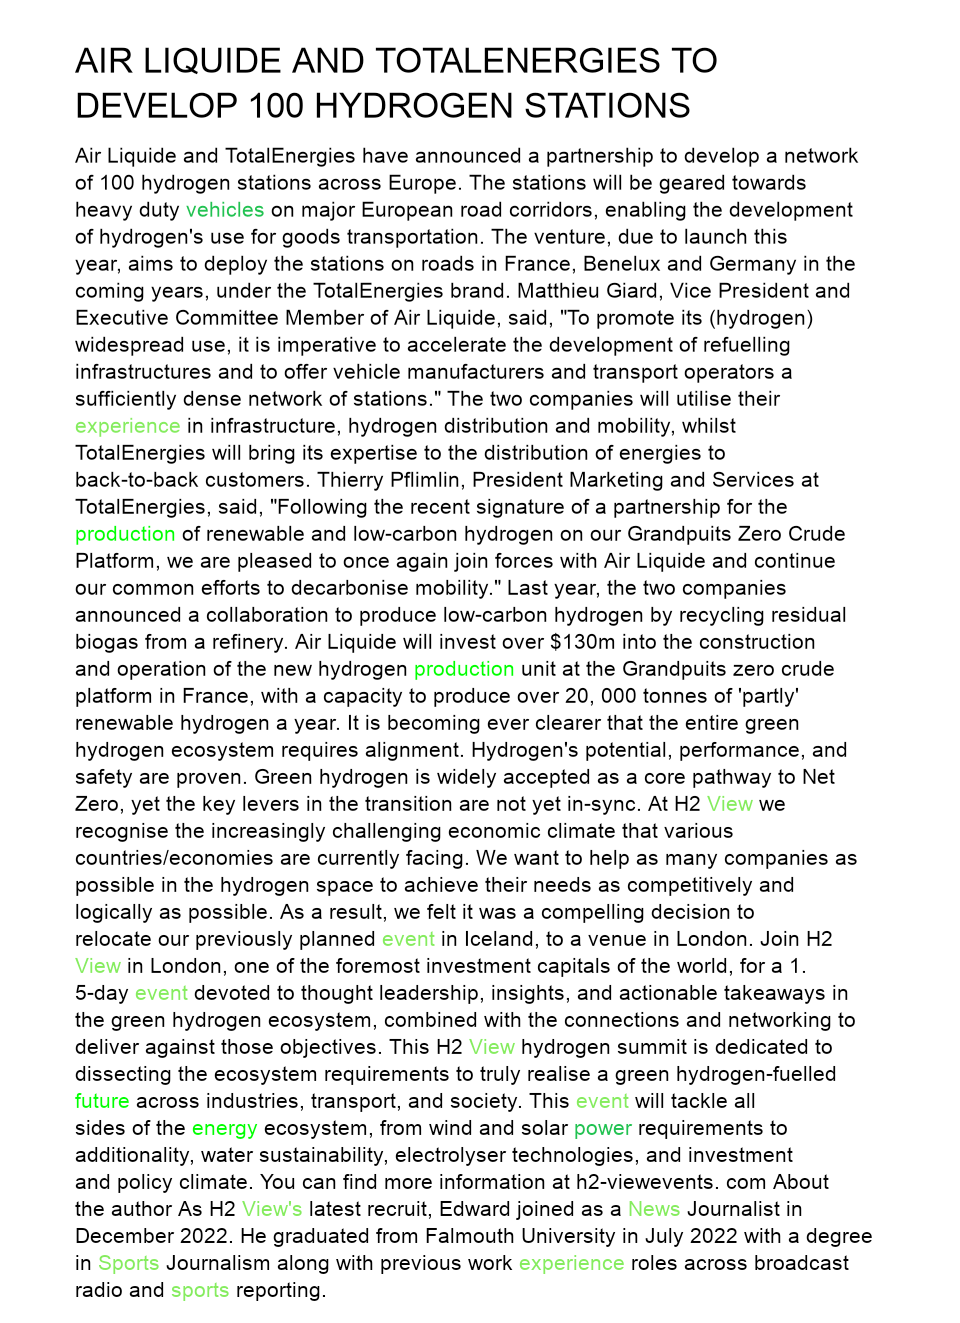 AIR LIQUIDE AND TOTALENERGIES TO
DEVELOP 100 HYDROGEN STATIONS
Air Liquide and TotalEnergies have announced a partnership to develop a network
of 100 hydrogen stations across Europe. The stations will be geared towards
heavy duty vehicles on major European road corridors, enabling the development
of hydrogen's use for goods transportation. The venture, due to launch this
year, aims to deploy the stations on roads in France, Benelux and Germany in the
coming years, under the TotalEnergies brand. Matthieu Giard, Vice President and
Executive Committee Member of Air Liquide, said, "To promote its (hydrogen)
widespread use, it is imperative to accelerate the development of refuelling
infrastructures and to offer vehicle manufacturers and transport operators a
sufficiently dense network of stations." The two companies will utilise their
experience in infrastructure, hydrogen distribution and mobility, whilst
TotalEnergies will bring its expertise to the distribution of energies to
back-to-back customers. Thierry Pflimlin, President Marketing and Services at
TotalEnergies, said, "Following the recent signature of a partnership for the
production of renewable and low-carbon hydrogen on our Grandpuits Zero Crude
Platform, we are pleased to once again join forces with Air Liquide and continue
our common efforts to decarbonise mobility." Last year, the two companies
announced a collaboration to produce low-carbon hydrogen by recycling residual
biogas from a refinery. Air Liquide will invest over $130m into the construction
and operation of the new hydrogen production unit at the Grandpuits zero crude
platform in France, with a capacity to produce over 20, 000 tonnes of 'partly'
renewable hydrogen a year. It is becoming ever clearer that the entire green
hydrogen ecosystem requires alignment. Hydrogen's potential, performance, and
safety are proven. Green hydrogen is widely accepted as a core pathway to Net
Zero, yet the key levers in the transition are not yet in-sync. At H2 View we
recognise the increasingly challenging economic climate that various
countries/economies are currently facing. We want to help as many companies as
possible in the hydrogen space to achieve their needs as competitively and
logically as possible. As a result, we felt it was a compelling decision to
relocate our previously planned event in Iceland, to a venue in London. Join H2
View in London, one of the foremost investment capitals of the world, for a 1.
5-day event devoted to thought leadership, insights, and actionable takeaways in
the green hydrogen ecosystem, combined with the connections and networking to
deliver against those objectives. This H2 View hydrogen summit is dedicated to
dissecting the ecosystem requirements to truly realise a green hydrogen-fuelled
future across industries, transport, and society. This event will tackle all
sides of the energy ecosystem, from wind and solar power requirements to
additionality, water sustainability, electrolyser technologies, and investment
and policy climate. You can find more information at h2-viewevents. com About
the author As H2 View's latest recruit, Edward joined as a News Journalist in
December 2022. He graduated from Falmouth University in July 2022 with a degree
in Sports Journalism along with previous work experience roles across broadcast
radio and sports reporting.